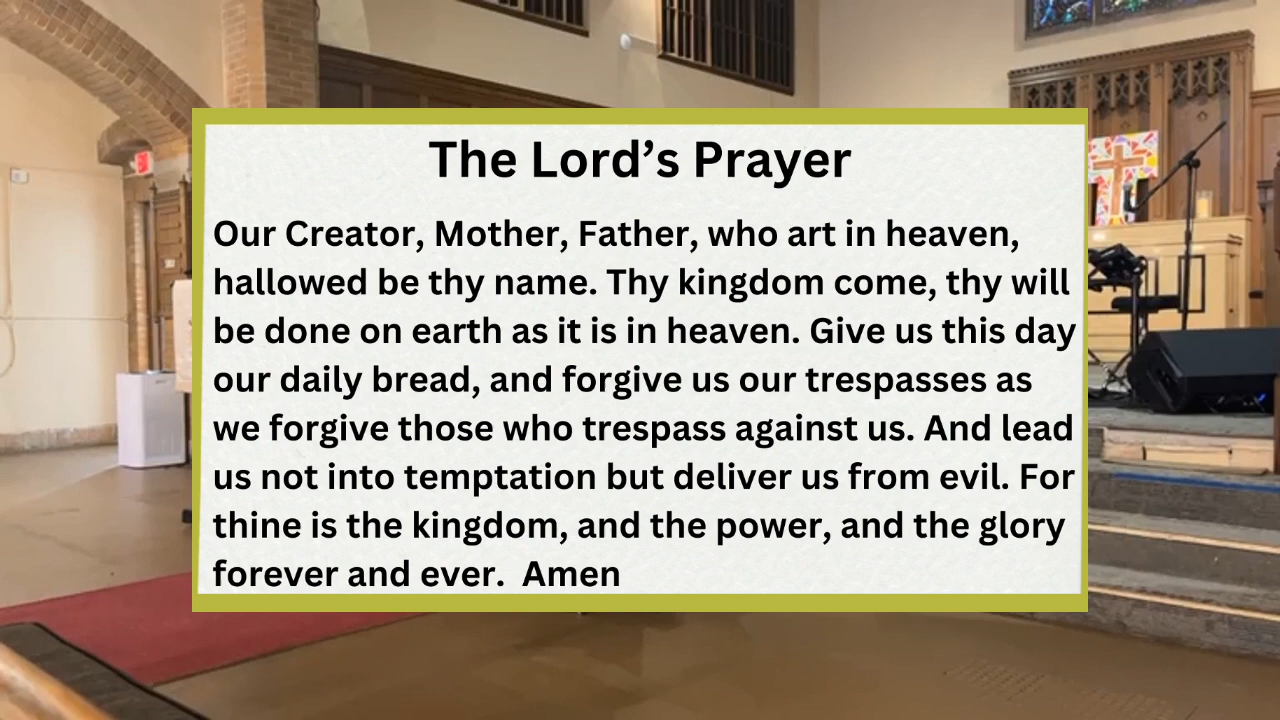 The Lord’s Prayer
Our Creator, Mother, Father, who art in heaven,
hallowed be thy name. Thy kingdom come, thy will
be done on earth as it is in heaven. Give us this day
our daily bread, and forgive us our trespasses as
we forgive those who trespass against us. And lead
us not into temptation but deliver us from evil. For
thine is the kingdom, and the power, and the glory
forever and ever.  Amen